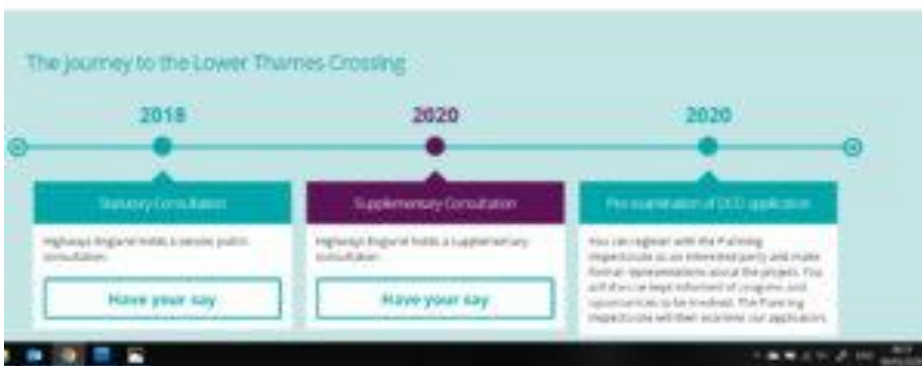 The journey to the Lower Thames Crossing
2018
2020
2020
Statutory Consultation
Supplementary Consultation
Pre-examination of DCO application
Highways England holds a public
consultation.
Highways England holds a supplementary
consultation.
You can register with the Planning
Inspectorate as an interested party and make
formal representations about the project. You
will also be kept informed of progress and
opportunities to be involved. The Planning
Inspectorate will then examine our application.
Have your say
Have your say
ENG